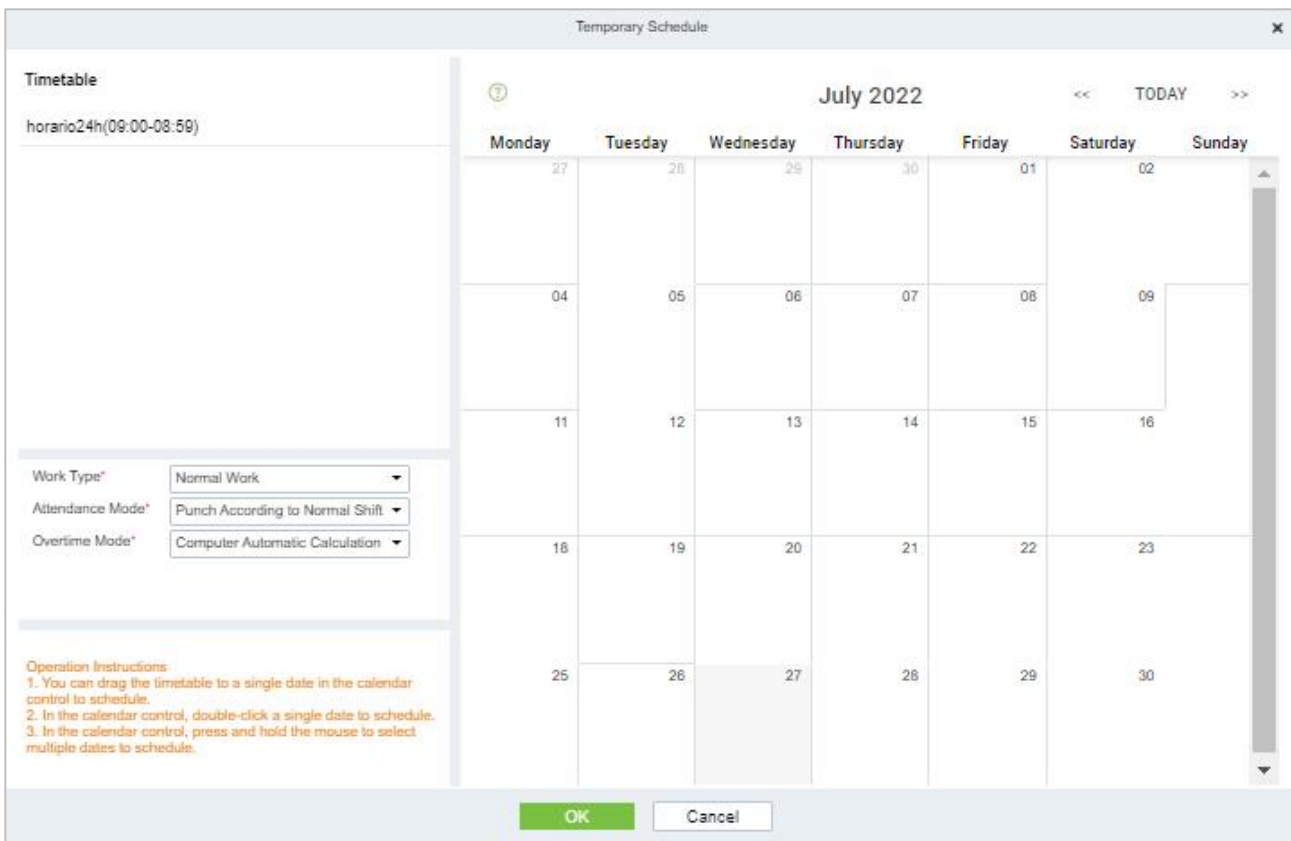 Temporary Schedule ×
Timetable
horario24h(09:00-08:59)
Work Type* Normal Work
Attendance Mode* Punch According to Normal Shift
Overtime Mode* Computer Automatic Calculation
Operation Instructions
1. You can drag the timetable to a single date in the calendar
control to schedule.
2. In the calendar control, double-click a single date to schedule.
3. In the calendar control, press and hold the mouse to select
multiple dates to schedule.
? July 2022 << TODAY >>
Monday Tuesday Wednesday Thursday Friday Saturday Sunday
27 28 29 30 01 02
04 05 06 07 08 09
11 12 13 14 15 16
18 19 20 21 22 23
25 26 27 28 29 30
OK Cancel